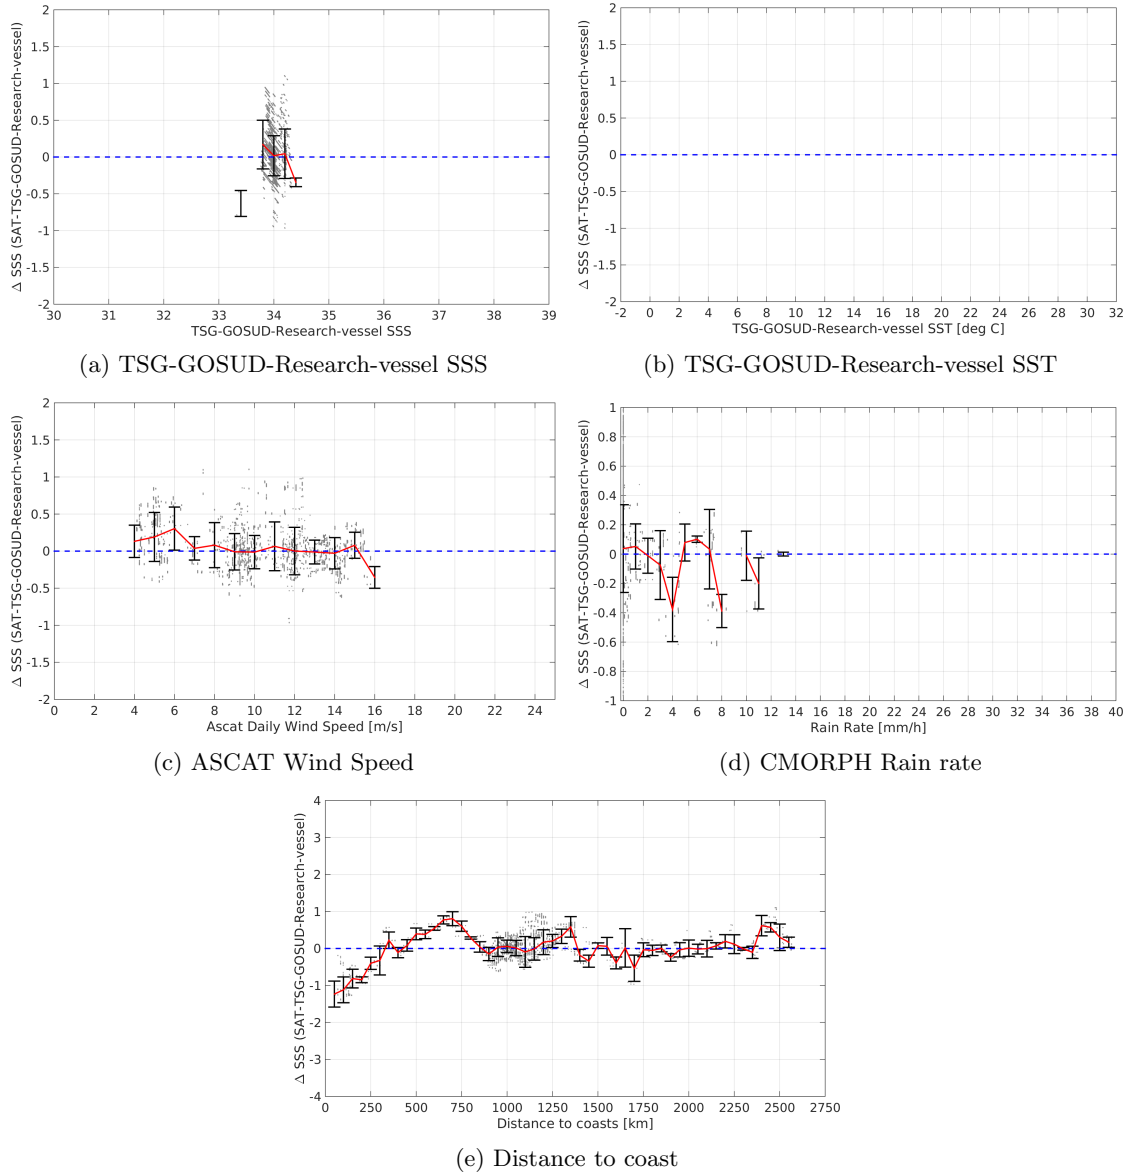 2
1.5
1
0.5
0
-0.5
-1
-1.5
-2
Δ SSS (SAT-TSG-GOSUD-Research-vessel)
30 31 32 33 34 35 36 37 38 39
TSG-GOSUD-Research-vessel SSS
(a) TSG-GOSUD-Research-vessel SSS
2
1.5
1
0.5
0
-0.5
-1
-1.5
-2
Δ SSS (SAT-TSG-GOSUD-Research-vessel)
-2 0 2 4 6 8 10 12 14 16 18 20 22 24 26 28 30 32
TSG-GOSUD-Research-vessel SST [deg C]
(b) TSG-GOSUD-Research-vessel SST
2
1.5
1
0.5
0
-0.5
-1
-1.5
-2
Δ SSS (SAT-TSG-GOSUD-Research-vessel)
0 2 4 6 8 10 12 14 16 18 20 22 24
Ascat Daily Wind Speed [m/s]
(c) ASCAT Wind Speed
1
0.8
0.6
0.4
0.2
0
-0.2
-0.4
-0.6
-0.8
-1
Δ SSS (SAT-TSG-GOSUD-Research-vessel)
0 2 4 6 8 10 12 14 16 18 20 22 24 26 28 30 32 34 36 38 40
Rain Rate [mm/h]
(d) CMORPH Rain rate
4
3
2
1
0
-1
-2
-3
-4
Δ SSS (SAT-TSG-GOSUD-Research-vessel)
0 250 500 750 1000 1250 1500 1750 2000 2250 2500 2750
Distance to coasts [km]
(e) Distance to coast